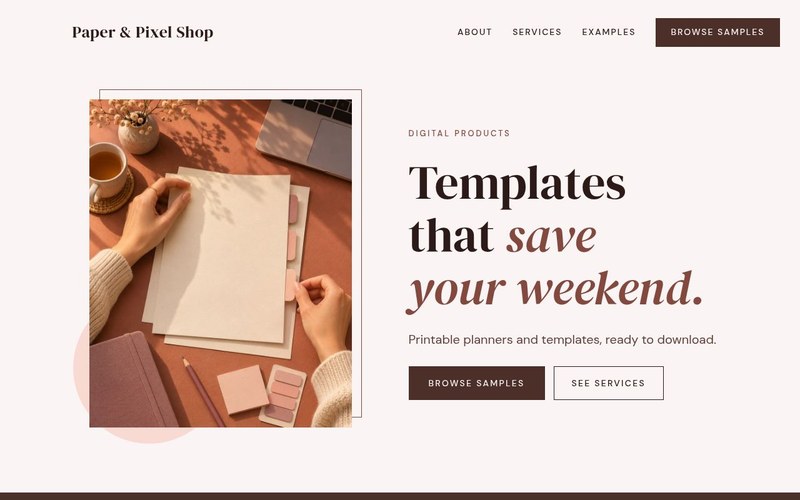 Paper & Pixel Shop
ABOUT
SERVICES
EXAMPLES
BROWSE SAMPLES
DIGITAL PRODUCTS
Templates
that save
your weekend.
Printable planners and templates, ready to download.
BROWSE SAMPLES
SEE SERVICES